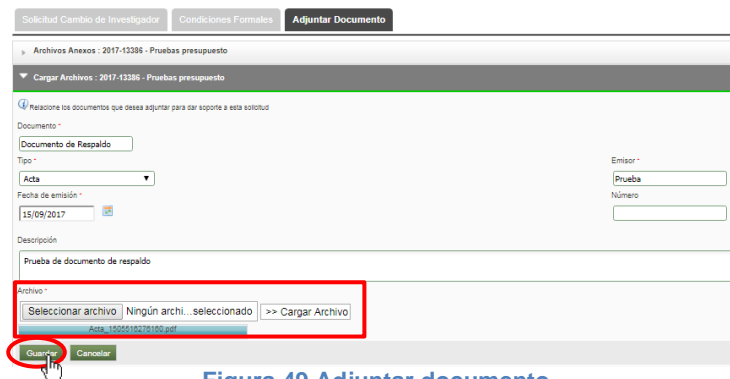 Solicitud Cambio de Investigador Condiciones Formales Adjuntar Documento
Archivos Anexos : 2017-13386 - Pruebas presupuesto
Cargar Archivos : 2017-13386 - Pruebas presupuesto
Relacione los documentos que desea adjuntar para dar soporte a esta solicitud
Documento *
Documento de Respaldo
Tipo * Emisor *
Acta Prueba
Fecha de emisión * Número
15/09/2017
Descripción
Prueba de documento de respaldo
Archivo *
Seleccionar archivo Ningún archi...seleccionado >> Cargar Archivo
Acta_1505516276160.pdf
Guardar Cancelar
Figura 49 Adjuntar documento